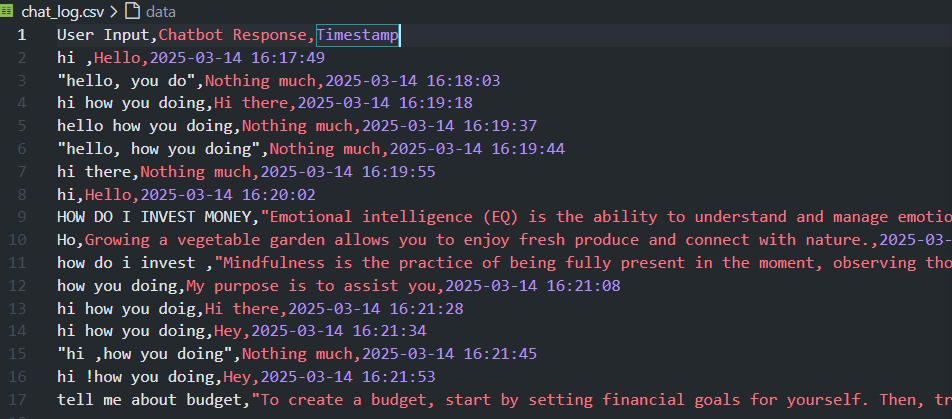 chat_log.csv > data
1 User Input,Chatbot Response,Timestamp
2 hi ,Hello,2025-03-14 16:17:49
3 "hello, you do",Nothing much,2025-03-14 16:18:03
4 hi how you doing,Hi there,2025-03-14 16:19:18
5 hello how you doing,Nothing much,2025-03-14 16:19:37
6 "hello, how you doing",Nothing much,2025-03-14 16:19:44
7 hi there,Nothing much,2025-03-14 16:19:55
8 hi,Hello,2025-03-14 16:20:02
9 HOW DO I INVEST MONEY,"Emotional intelligence (EQ) is the ability to understand and manage emotio
10 Ho,Growing a vegetable garden allows you to enjoy fresh produce and connect with nature.,2025-03-
11 how do i invest ,"Mindfulness is the practice of being fully present in the moment, observing tho
12 how you doing,My purpose is to assist you,2025-03-14 16:21:08
13 hi how you doig,Hi there,2025-03-14 16:21:28
14 hi how you doing,Hey,2025-03-14 16:21:34
15 "hi ,how you doing",Nothing much,2025-03-14 16:21:45
16 hi !how you doing,Hey,2025-03-14 16:21:53
17 tell me about budget,"To create a budget, start by setting financial goals for yourself. Then, tr